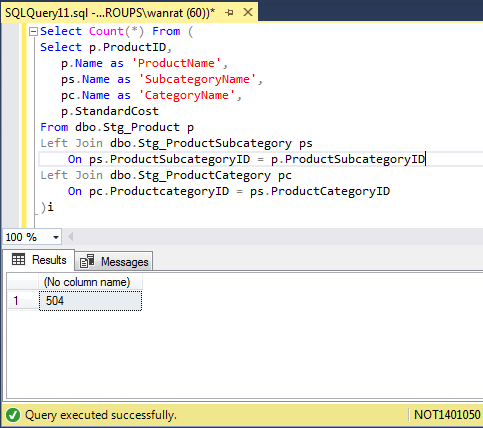 SQLQuery11.sql -...ROUPS\wanrat (60))*
Select Count(*) From (
Select p.ProductID,
p.Name as 'ProductName',
ps.Name as 'SubcategoryName',
pc.Name as 'CategoryName',
p.StandardCost
From dbo.Stg_Product p
Left Join dbo.Stg_ProductSubcategory ps
On ps.ProductSubcategoryID = p.ProductSubcategoryID
Left Join dbo.Stg_ProductCategory pc
On pc.ProductcategoryID = ps.ProductCategoryID
)i
100 %
Results Messages
(No column name)
1 504
Query executed successfully. NOT1401050